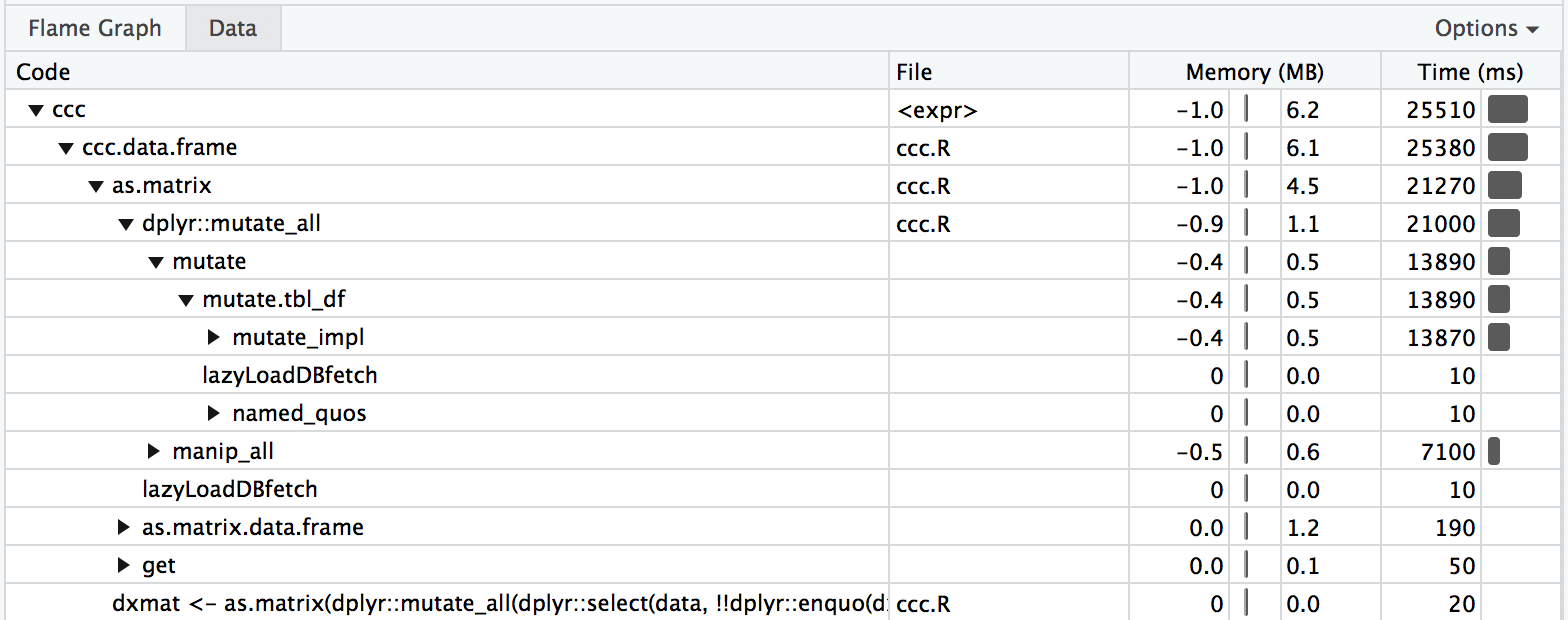 Flame Graph Data Options
Code File Memory (MB) Time (ms)
ccc <expr> −1.0 6.2 25510
ccc.data.frame ccc.R −1.0 6.1 25380
as.matrix ccc.R −1.0 4.5 21270
dplyr::mutate_all ccc.R −0.9 1.1 21000
mutate −0.4 0.5 13890
mutate.tbl_df −0.4 0.5 13890
mutate_impl −0.4 0.5 13870
lazyLoadDBfetch 0 0.0 10
named_quos 0 0.0 10
manip_all −0.5 0.6 7100
lazyLoadDBfetch 0 0.0 10
as.matrix.data.frame 0.0 1.2 190
get 0.0 0.1 50
dxmat <- as.matrix(dplyr::mutate_all(dplyr::select(data, !!dplyr::enquo(d ccc.R 0 0.0 20